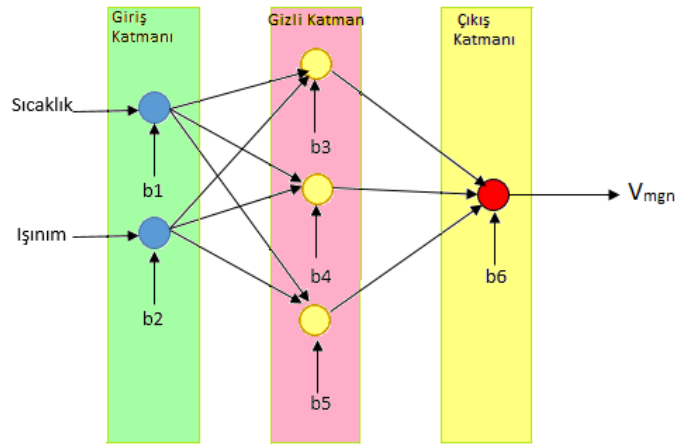 Giriş
Katmanı
Gizli Katman
Çıkış
Katmanı
Sıcaklık
b1
b3
Işınım
b2
b4
b5
b6
Vmgn